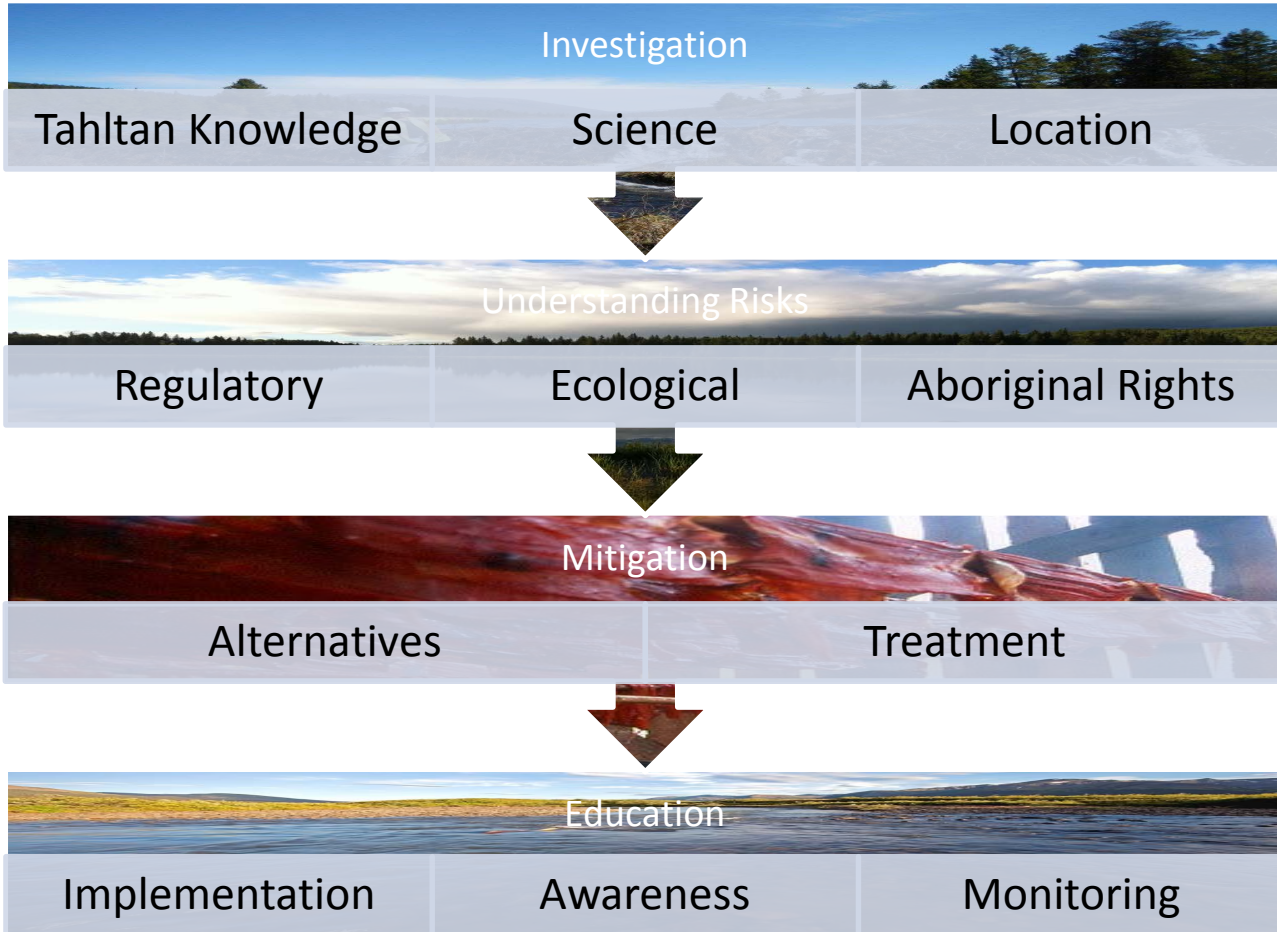 Investigation
Tahltan Knowledge Science Location
Understanding Risks
Regulatory Ecological Aboriginal Rights
Mitigation
Alternatives Treatment
Education
Implementation Awareness Monitoring